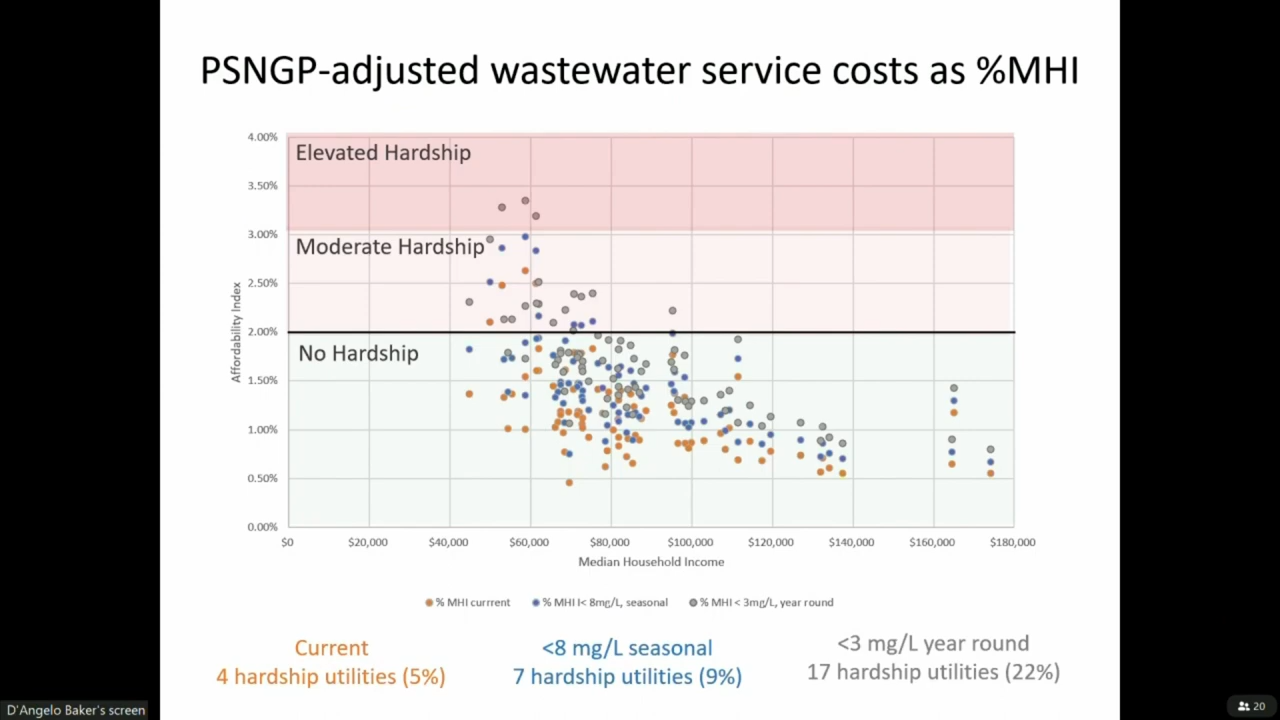 PSNGP-adjusted wastewater service costs as %MHI
4.00%
3.50%
3.00%
2.50%
2.00%
1.50%
1.00%
0.50%
0.00%
Affordability Index
Elevated Hardship
Moderate Hardship
No Hardship
$0 $20,000 $40,000 $60,000 $80,000 $100,000 $120,000 $140,000 $160,000 $180,000
Median Household Income
% MHI currrent % MHI I< 8mg/L, seasonal % MHI < 3mg/L, year round
Current
4 hardship utilities (5%)
<8 mg/L seasonal
7 hardship utilities (9%)
<3 mg/L year round
17 hardship utilities (22%)
D'Angelo Baker's screen
20